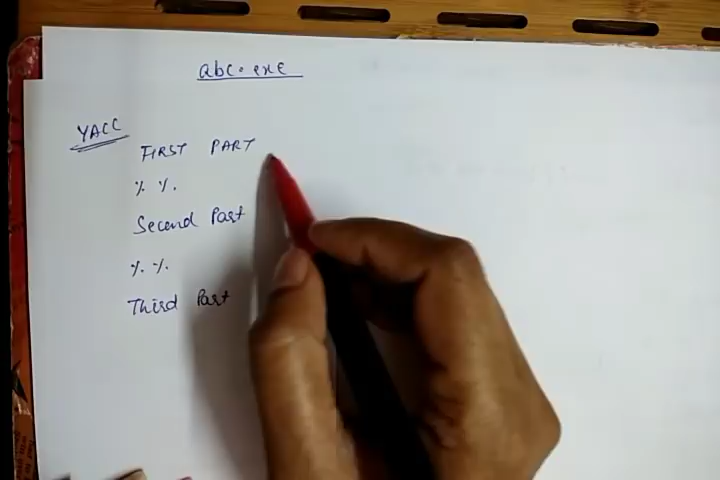 abc.exe
YACC
FIRST PART
%%
Second Part
%%
Third Part